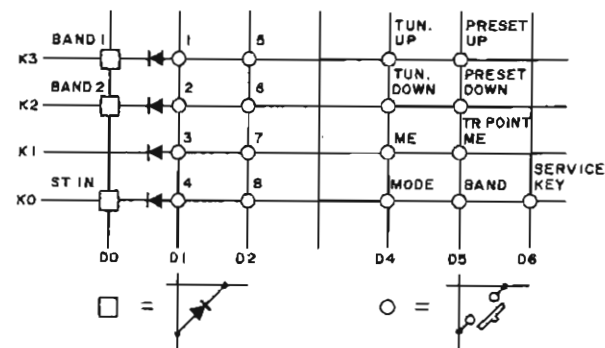 TUN. UP PRESET UP
BAND 1 1 5
K3
TUN. DOWN PRESET DOWN
BAND 2 2 6
K2
3 7 ME TR POINT ME
K1
ST IN 4 8 MODE BAND SERVICE KEY
K0
D0 D1 D2 D4 D5 D6
= =